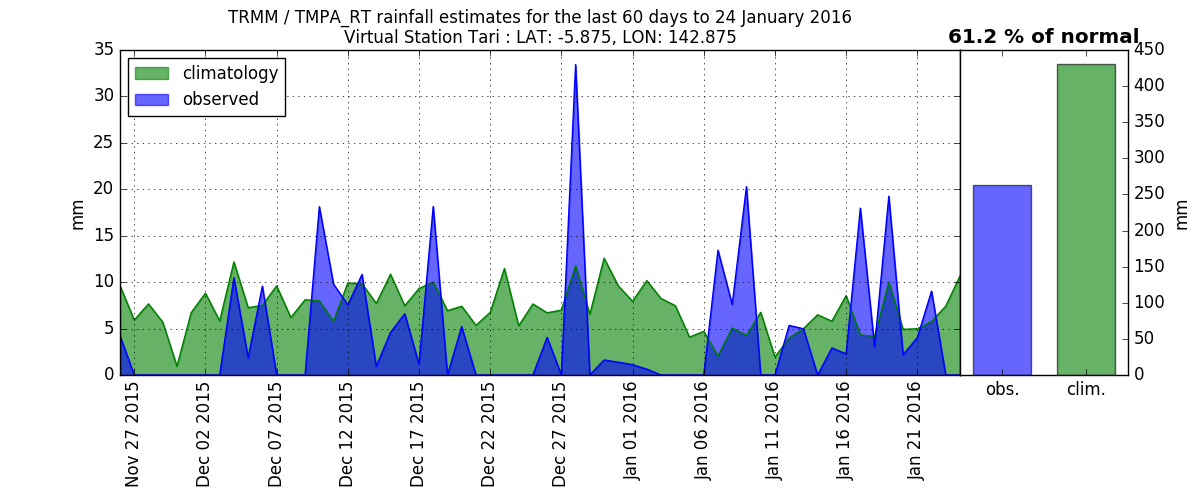 TRMM / TMPA_RT rainfall estimates for the last 60 days to 24 January 2016
Virtual Station Tari : LAT: -5.875, LON: 142.875
61.2 % of normal
climatology
observed
35
30
25
20
15
10
5
0
mm
Nov 27 2015
Dec 02 2015
Dec 07 2015
Dec 12 2015
Dec 17 2015
Dec 22 2015
Dec 27 2015
Jan 01 2016
Jan 06 2016
Jan 11 2016
Jan 16 2016
Jan 21 2016
obs.
clim.
450
400
350
300
250
200
150
100
50
0
mm